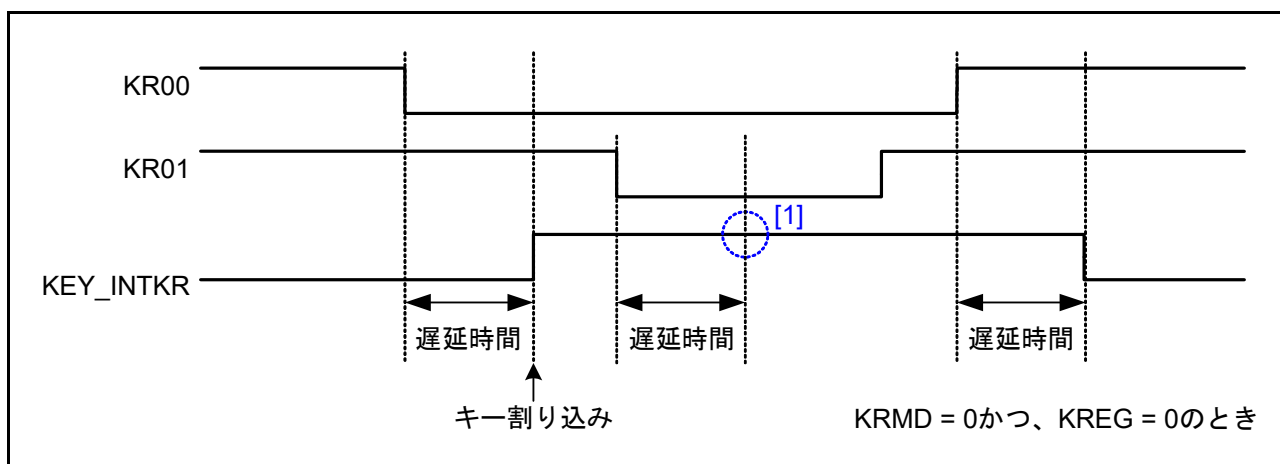 KR00
KR01
[1]
KEY_INTKR
遅延時間 遅延時間 遅延時間
キー割り込み KRMD = 0かつ、KREG = 0のとき